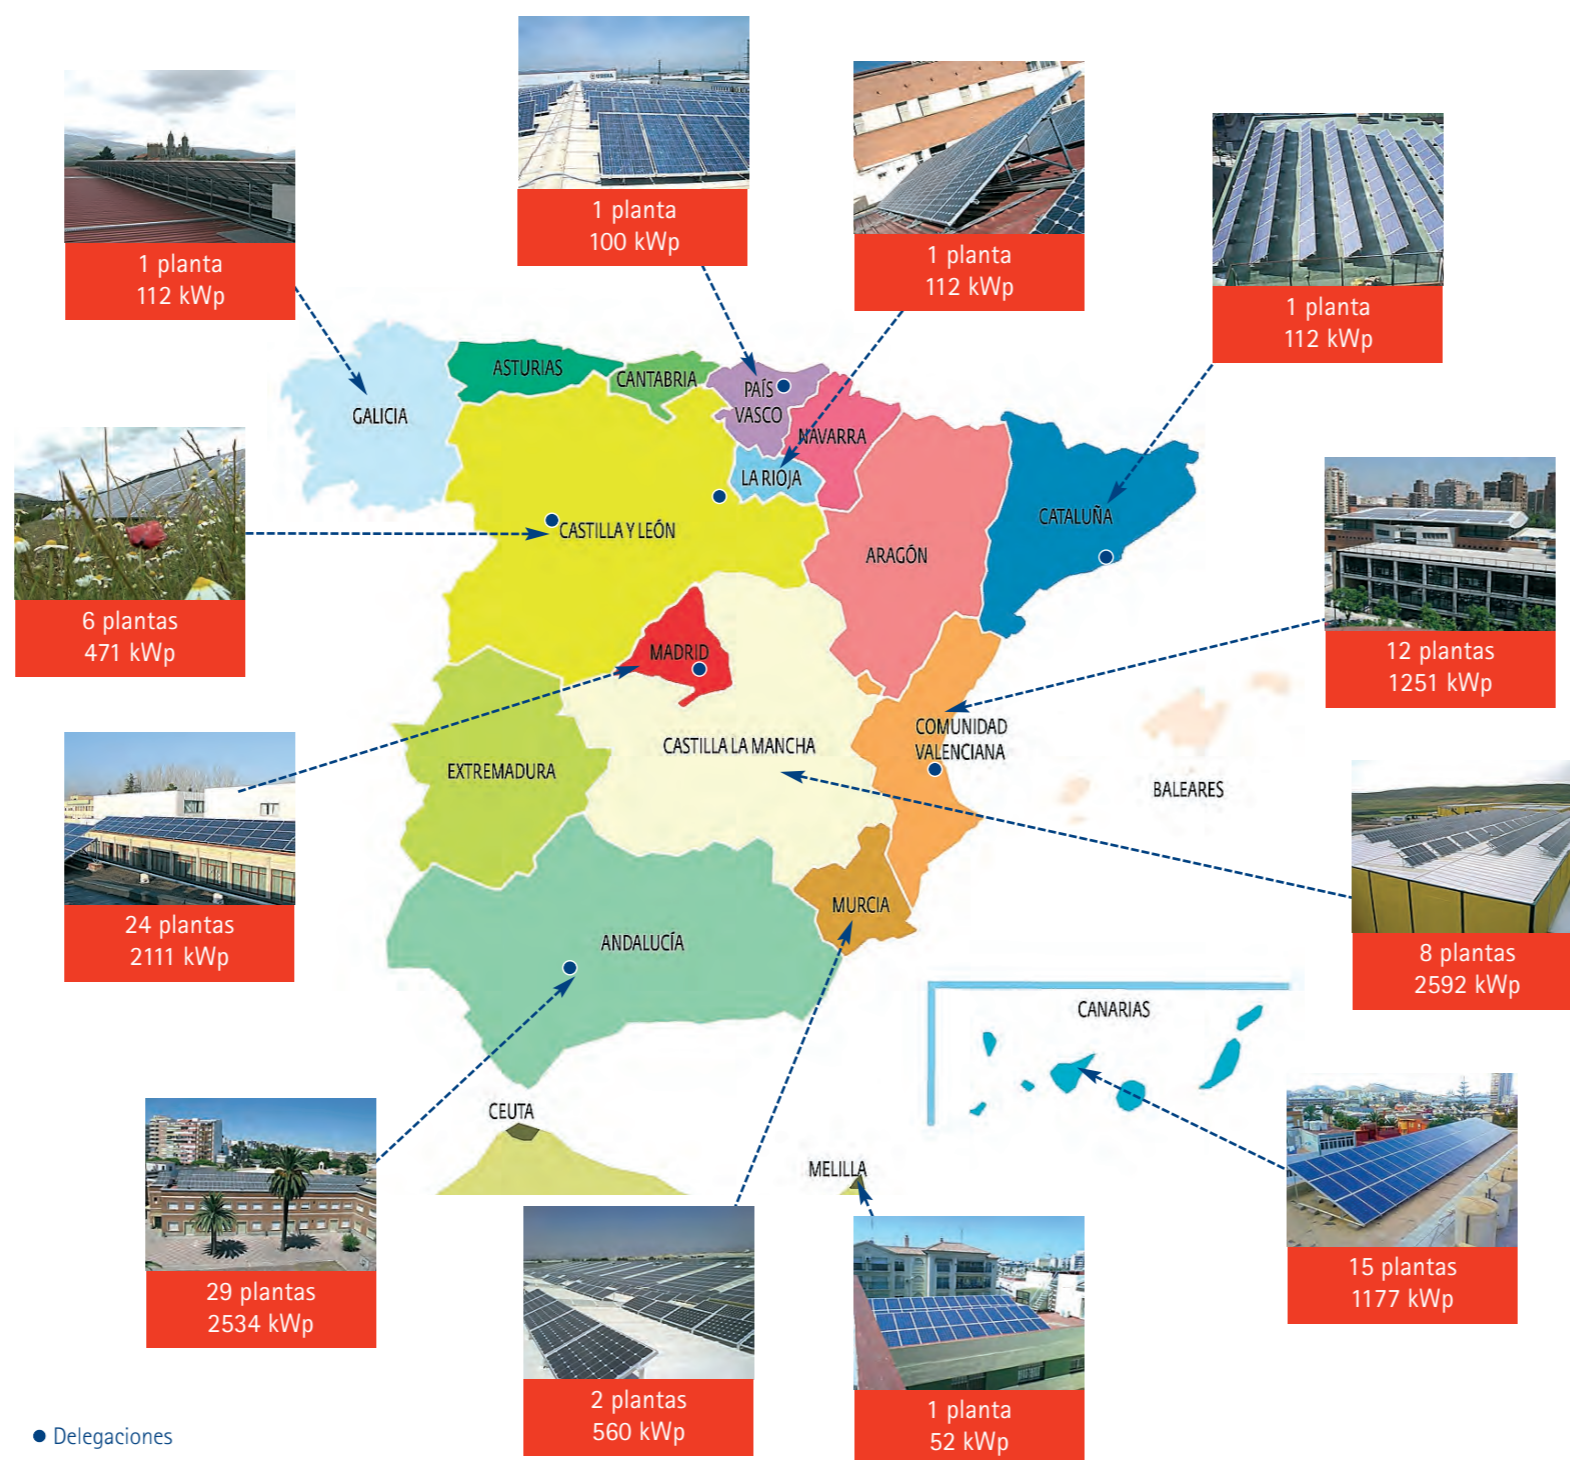 1 planta
100 kWp
1 planta
112 kWp
1 planta
112 kWp
1 planta
112 kWp
ASTURIAS
CANTABRIA
PAÍS
VASCO
GALICIA
NAVARRA
LA RIOJA
CATALUÑA
CASTILLA Y LEÓN
ARAGÓN
6 plantas
471 kWp
MADRID
12 plantas
1251 kWp
COMUNIDAD
VALENCIANA
CASTILLA LA MANCHA
EXTREMADURA
BALEARES
24 plantas
2111 kWp
MURCIA
ANDALUCÍA
8 plantas
2592 kWp
CANARIAS
CEUTA
MELILLA
29 plantas
2534 kWp
15 plantas
1177 kWp
2 plantas
560 kWp
1 planta
52 kWp
Delegaciones